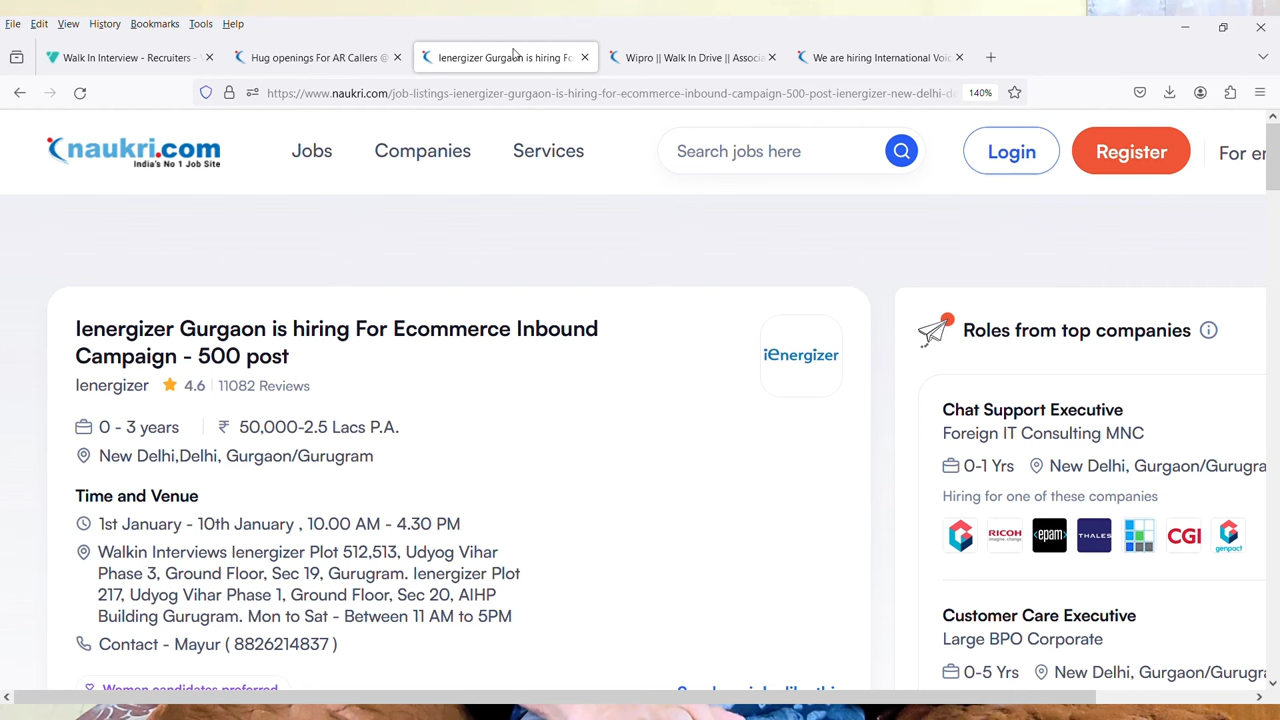 File Edit View History Bookmarks Tools Help
Walk In Interview - Recruiters -
Hug openings For AR Callers @
Ienergizer Gurgaon is hiring Fo
Wipro || Walk In Drive || Associa
We are hiring International Voic
https://www.naukri.com/job-listings-ienergizer-gurgaon-is-hiring-for-ecommerce-inbound-campaign-500-post-ienergizer-new-delhi-d
140%
naukri.com
India's No 1 Job Site
Jobs Companies Services
Search jobs here
Login
Register
For er
Ienergizer Gurgaon is hiring For Ecommerce Inbound
Campaign - 500 post
iEnergizer
Ienergizer 4.6 11082 Reviews
0 - 3 years ₹ 50,000-2.5 Lacs P.A.
New Delhi,Delhi, Gurgaon/Gurugram
Time and Venue
1st January - 10th January , 10.00 AM - 4.30 PM
Walkin Interviews Ienergizer Plot 512,513, Udyog Vihar
Phase 3, Ground Floor, Sec 19, Gurugram. Ienergizer Plot
217, Udyog Vihar Phase 1, Ground Floor, Sec 20, AIHP
Building Gurugram. Mon to Sat - Between 11 AM to 5PM
Contact - Mayur ( 8826214837 )
Women candidates preferred
Roles from top companies
Chat Support Executive
Foreign IT Consulting MNC
0-1 Yrs New Delhi, Gurgaon/Gurugra
Hiring for one of these companies
RICOH
imagine. change.
<epam>
THALES
CGI
genpact
Customer Care Executive
Large BPO Corporate
0-5 Yrs New Delhi, Gurgaon/Gurugra